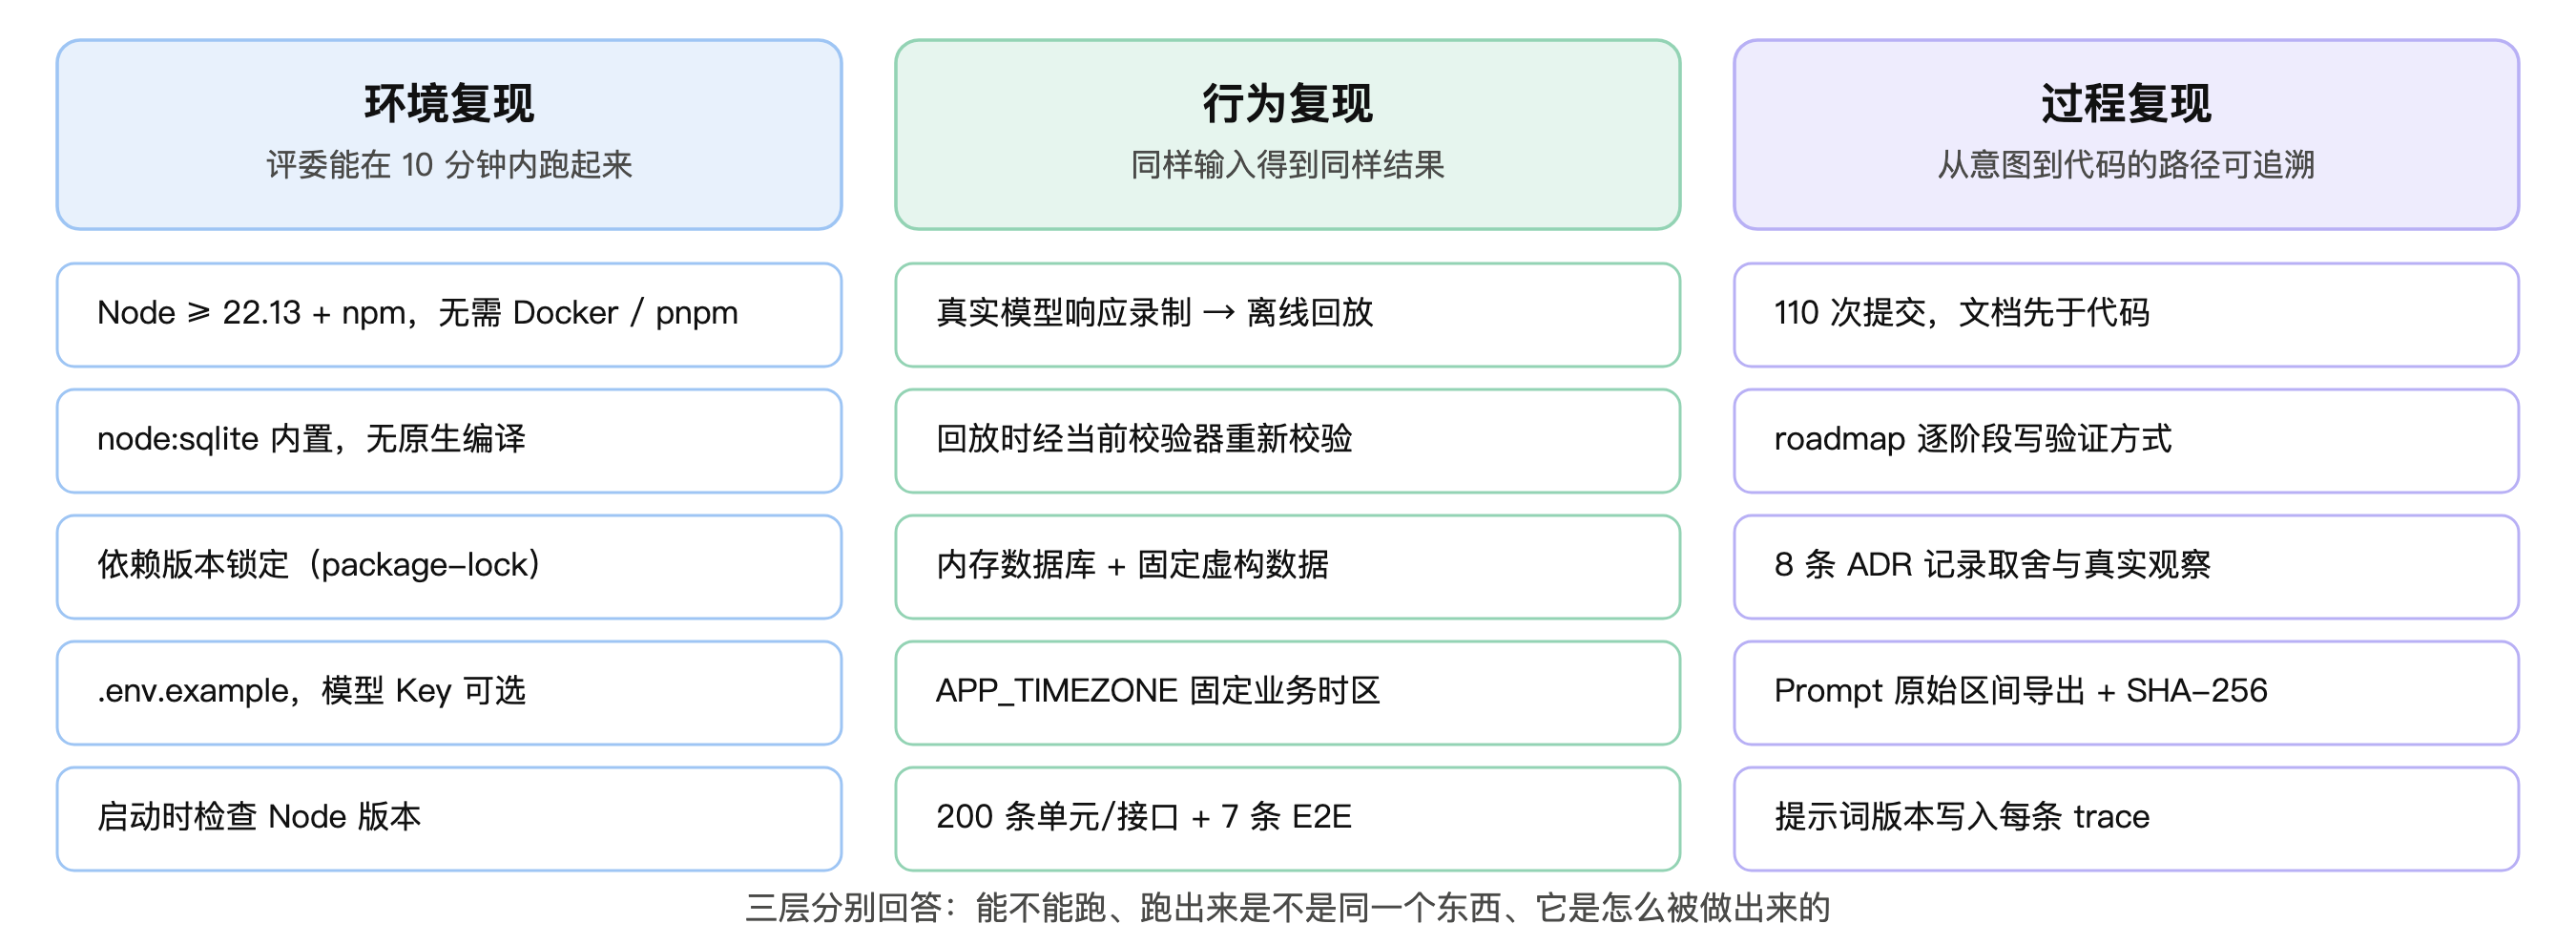 环境复现
评委能在 10 分钟内跑起来
Node ≥ 22.13 + npm，无需 Docker / pnpm
node:sqlite 内置，无原生编译
依赖版本锁定（package-lock）
.env.example，模型 Key 可选
启动时检查 Node 版本
行为复现
同样输入得到同样结果
真实模型响应录制 → 离线回放
回放时经当前校验器重新校验
内存数据库 + 固定虚构数据
APP_TIMEZONE 固定业务时区
200 条单元/接口 + 7 条 E2E
过程复现
从意图到代码的路径可追溯
110 次提交，文档先于代码
roadmap 逐阶段写验证方式
8 条 ADR 记录取舍与真实观察
Prompt 原始区间导出 + SHA-256
提示词版本写入每条 trace
三层分别回答：能不能跑、跑出来是不是同一个东西、它是怎么被做出来的